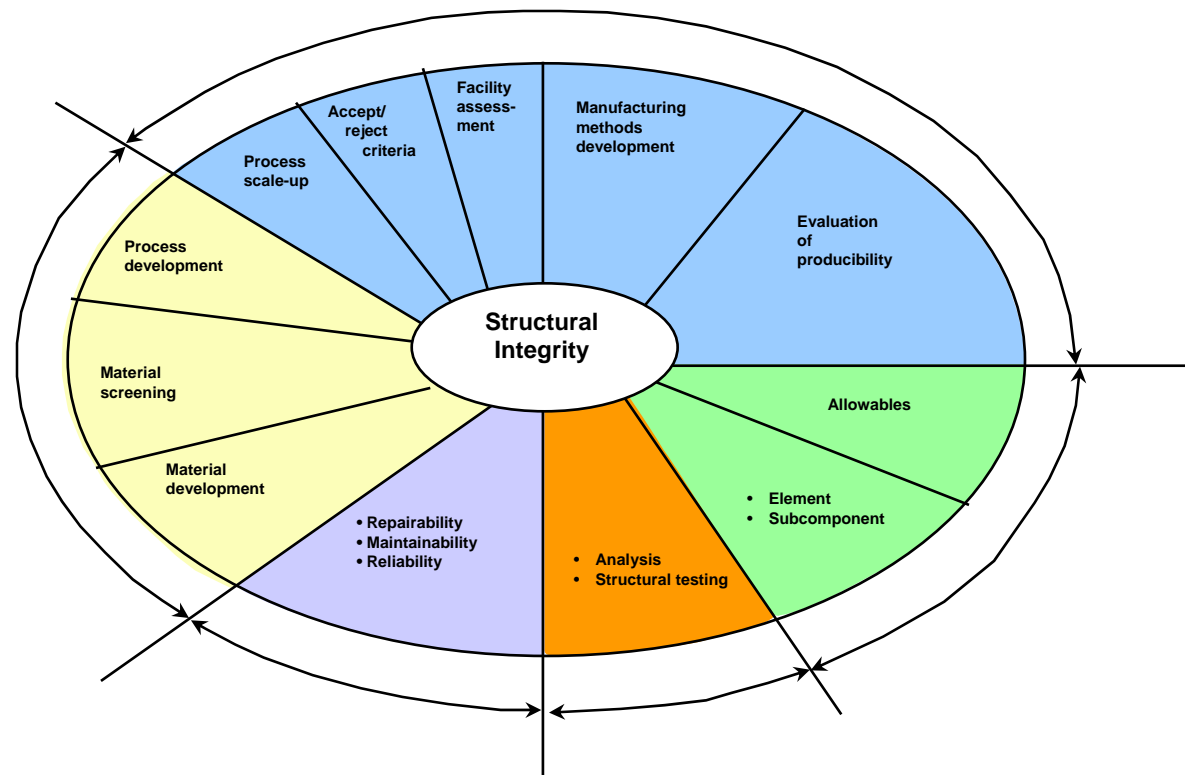 Facility
assess-
ment
Manufacturing
methods
development
Accept/
reject
criteria
Process
scale-up
Evaluation
of
producibility
Process
development
Structural
Integrity
Material
screening
Allowables
Material
development
• Element
• Subcomponent
• Repairability
• Maintainability
• Reliability
• Analysis
• Structural testing